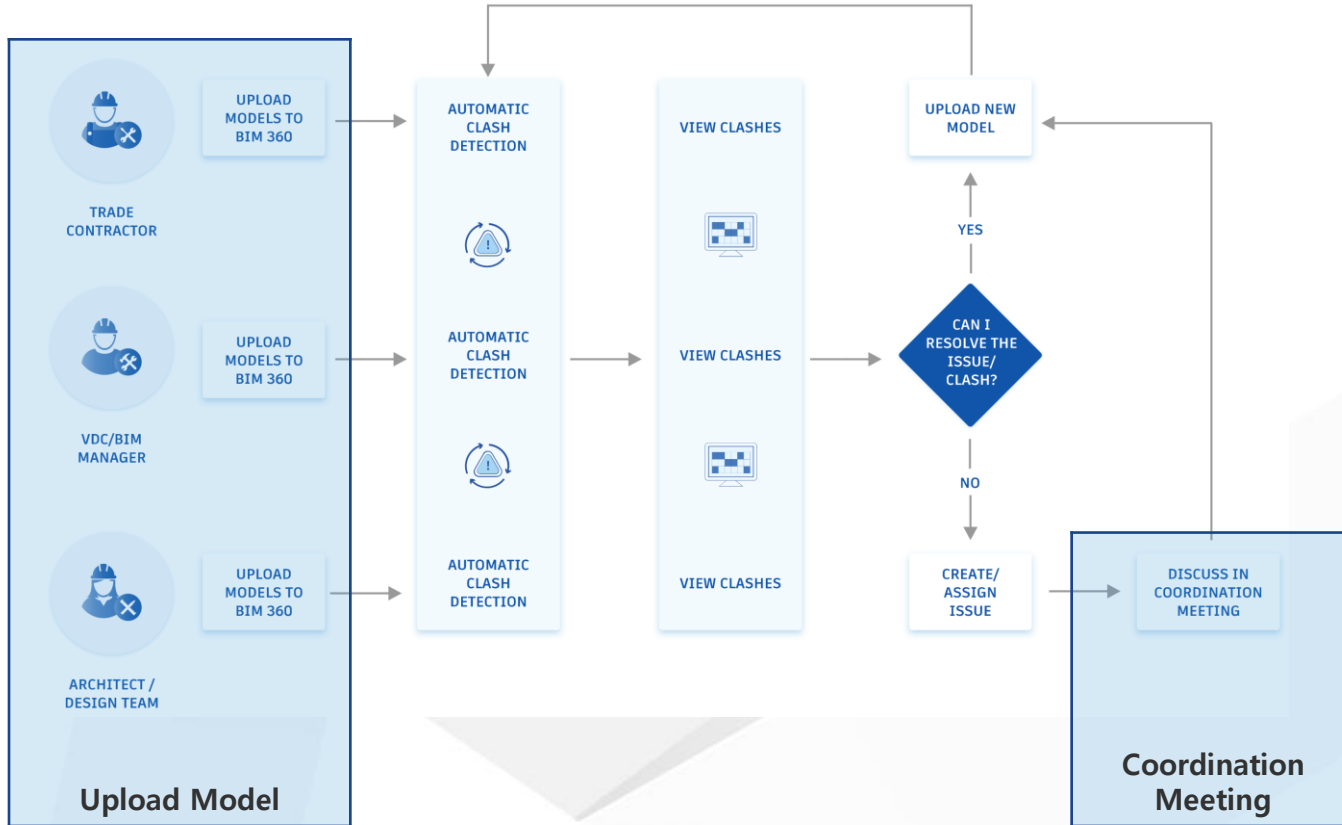 UPLOAD
MODELS TO
BIM 360
TRADE
CONTRACTOR
UPLOAD
MODELS TO
BIM 360
VDC/BIM
MANAGER
UPLOAD
MODELS TO
BIM 360
ARCHITECT /
DESIGN TEAM
Upload Model
AUTOMATIC
CLASH
DETECTION
AUTOMATIC
CLASH
DETECTION
AUTOMATIC
CLASH
DETECTION
VIEW CLASHES
VIEW CLASHES
VIEW CLASHES
UPLOAD NEW
MODEL
YES
CAN I
RESOLVE THE
ISSUE/
CLASH?
NO
CREATE/
ASSIGN
ISSUE
DISCUSS IN
COORDINATION
MEETING
Coordination
Meeting